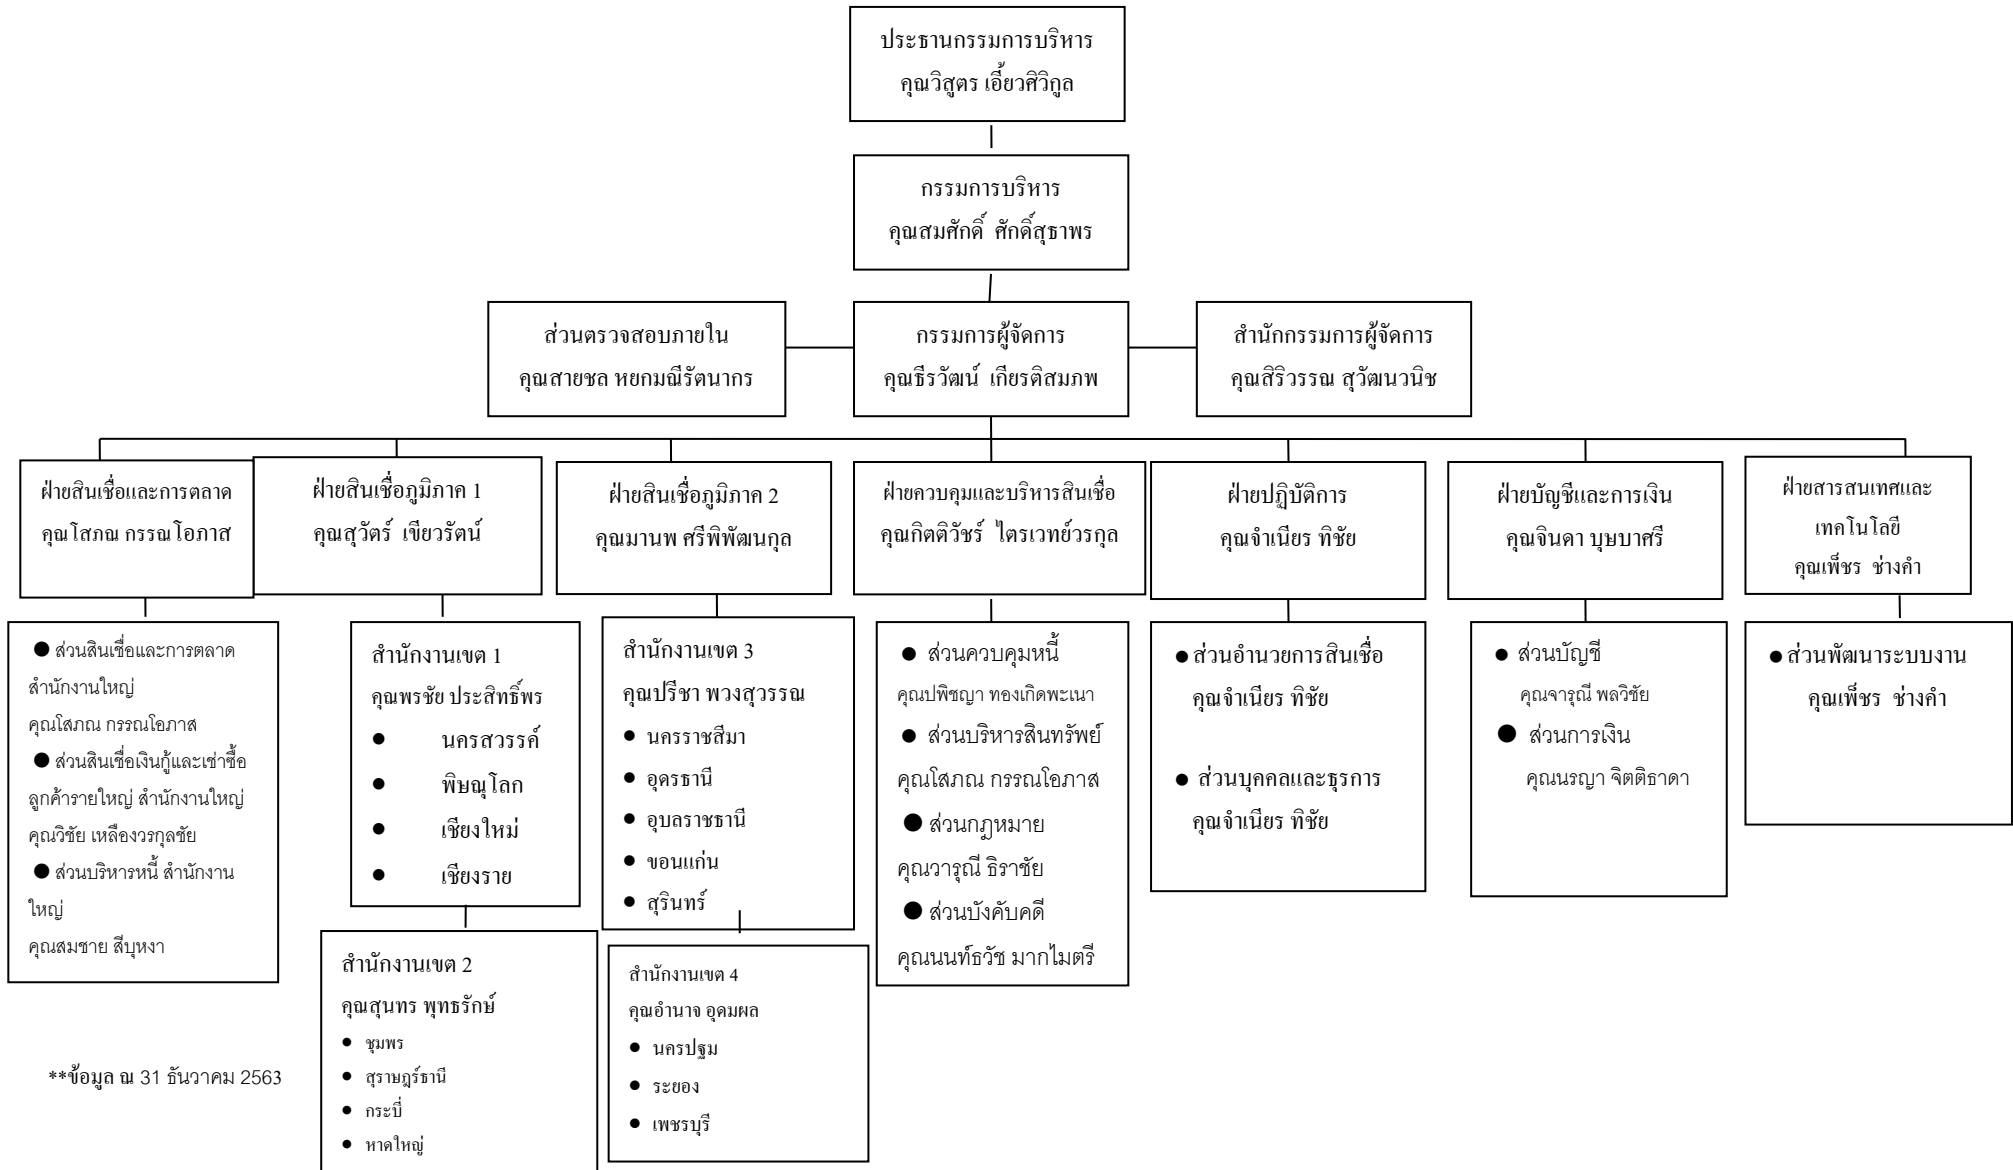 ประธานกรรมการบริหาร
คุณวิสูตร เอี้ยวศิวิกูล
กรรมการบริหาร
คุณสมศักดิ์ ศักดิ์สุธาพร
ส่วนตรวจสอบภายใน
คุณสายชล หยกมณีรัตนากร
กรรมการผู้จัดการ
คุณธีรวัฒน์ เกียรติสมภพ
สำนักกรรมการผู้จัดการ
คุณสิริวรรณ สุวัฒนวนิช
ฝ่ายสินเชื่อและการตลาด
คุณโสภณ กรรณโอภาส
ฝ่ายสินเชื่อภูมิภาค 1
คุณสุวัตร์ เขียวรัตน์
ฝ่ายสินเชื่อภูมิภาค 2
คุณมานพ ศรีพิพัฒนกุล
ฝ่ายควบคุมและบริหารสินเชื่อ
คุณกิตติวัชร์ ไตรเวทย์วรกุล
ฝ่ายปฏิบัติการ
คุณจำเนียร ทิชัย
ฝ่ายบัญชีและการเงิน
คุณจินดา บุษบาศรี
ฝ่ายสารสนเทศและ
เทคโนโลยี
คุณเพ็ชร ช่างคำ
● ส่วนสินเชื่อและการตลาด
สำนักงานใหญ่
คุณโสภณ กรรณโอภาส
● ส่วนสินเชื่อเงินกู้และเช่าซื้อ
ลูกค้ารายใหญ่ สำนักงานใหญ่
คุณวิชัย เหลืองวรกุลชัย
● ส่วนบริหารหนี้ สำนักงาน
ใหญ่
คุณสมชาย สีบุหงา
สำนักงานเขต 1
คุณพรชัย ประสิทธิ์พร
● นครสวรรค์
● พิษณุโลก
● เชียงใหม่
● เชียงราย
สำนักงานเขต 2
คุณสุนทร พุทธรักษ์
● ชุมพร
● สุราษฎร์ธานี
● กระบี่
● หาดใหญ่
สำนักงานเขต 3
คุณปรีชา พวงสุวรรณ
● นครราชสีมา
● อุดรธานี
● อุบลราชธานี
● ขอนแก่น
● สุรินทร์
สำนักงานเขต 4
คุณอำนาจ อุดมผล
● นครปฐม
● ระยอง
● เพชรบุรี
● ส่วนควบคุมหนี้
คุณปพิชญา ทองเกิดพะเนา
● ส่วนบริหารสินทรัพย์
คุณโสภณ กรรณโอภาส
● ส่วนกฎหมาย
คุณวารุณี ธิราชัย
● ส่วนบังคับคดี
คุณนนท์ธวัช มากไมตรี
● ส่วนอำนวยการสินเชื่อ
คุณจำเนียร ทิชัย
● ส่วนบุคคลและธุรการ
คุณจำเนียร ทิชัย
● ส่วนบัญชี
คุณจารุณี พลวิชัย
● ส่วนการเงิน
คุณนรญา จิตติธาดา
● ส่วนพัฒนาระบบงาน
คุณเพ็ชร ช่างคำ
**ข้อมูล ณ 31 ธันวาคม 2563